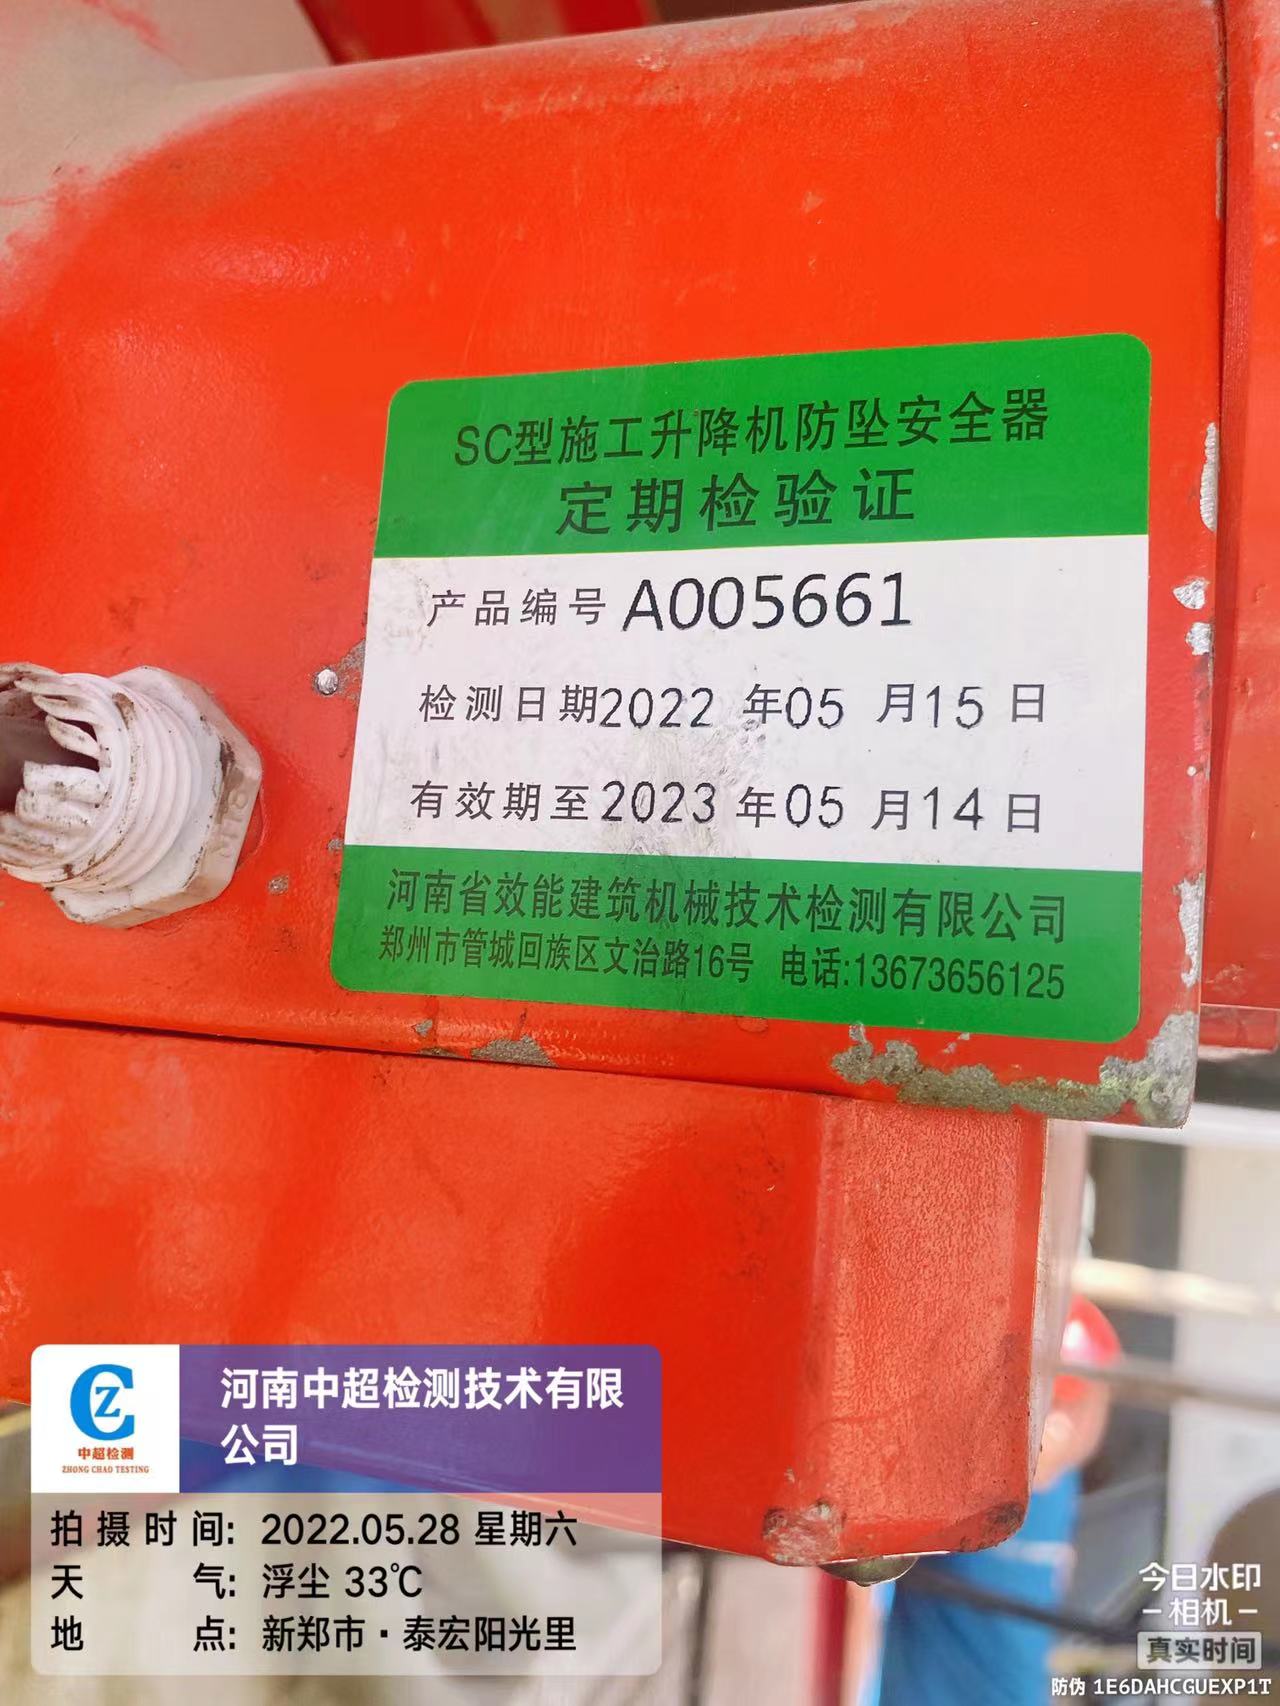 SC型施工升降机防坠安全器
定期检验证
产品编号 A005661
检测日期2022 年05 月15 日
有效期至2023 年05 月14 日
河南省效能建筑机械技术检测有限公司
郑州市管城回族区文治路16号 电话:13673656125
CZ
中超检测
ZHONG CHAO TESTING
河南中超检测技术有限
公司
拍摄时间: 2022.05.28 星期六
天 气: 浮尘 33℃
地 点: 新郑市·泰宏阳光里
今日水印
-相机-
真实时间
防伪 1E6DAHCGUEXP1T